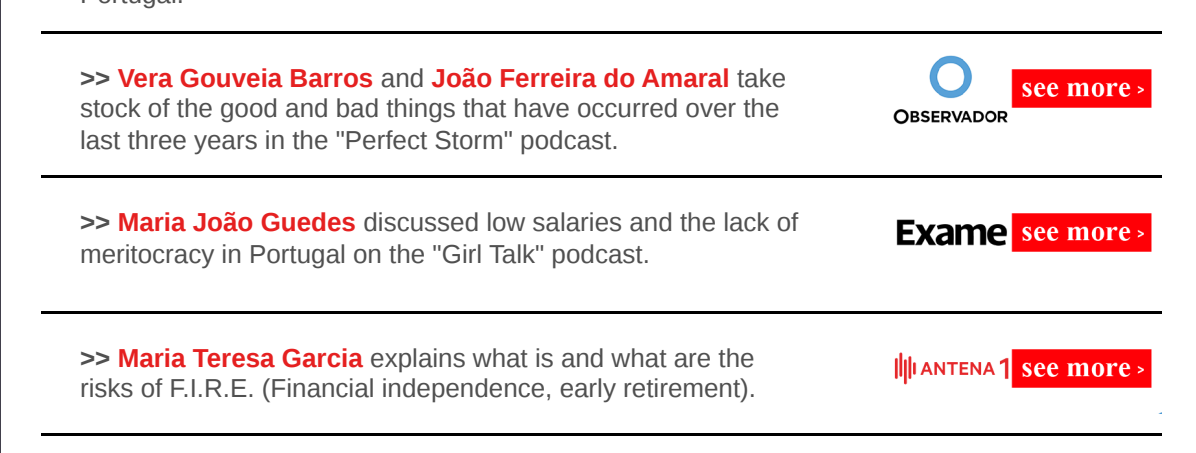 Portugal.
>> Vera Gouveia Barros and João Ferreira do Amaral take
stock of the good and bad things that have occurred over the
last three years in the "Perfect Storm" podcast.
OBSERVADOR
see more >
>> Maria João Guedes discussed low salaries and the lack of
meritocracy in Portugal on the "Girl Talk" podcast.
Exame
see more >
>> Maria Teresa Garcia explains what is and what are the
risks of F.I.R.E. (Financial independence, early retirement).
ANTENA 1
see more >